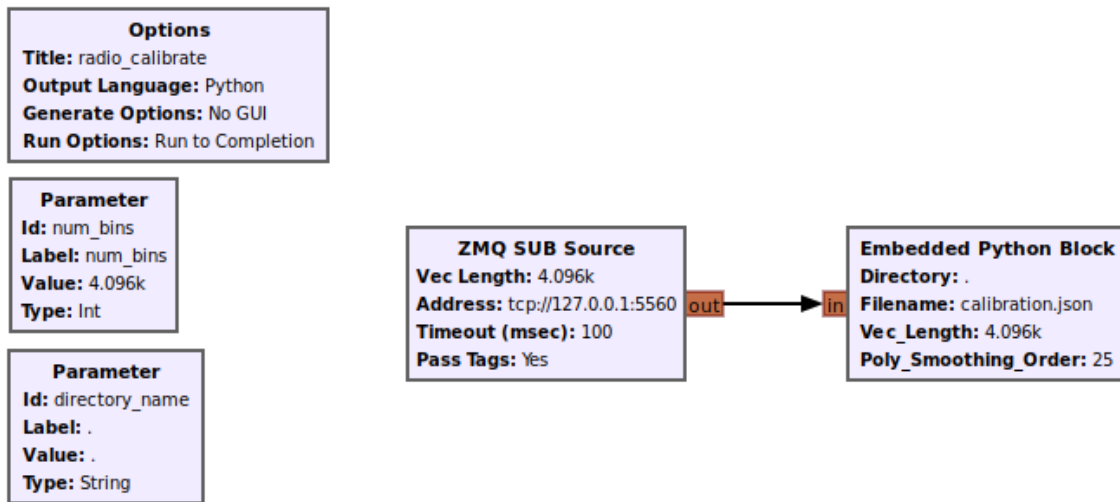 Options
Title: radio_calibrate
Output Language: Python
Generate Options: No GUI
Run Options: Run to Completion
Parameter
Id: num_bins
Label: num_bins
Value: 4.096k
Type: Int
Parameter
Id: directory_name
Label: .
Value: .
Type: String
ZMQ SUB Source
Vec Length: 4.096k
Address: tcp://127.0.0.1:5560
Timeout (msec): 100
Pass Tags: Yes
out
in
Embedded Python Block
Directory: .
Filename: calibration.json
Vec_Length: 4.096k
Poly_Smoothing_Order: 25